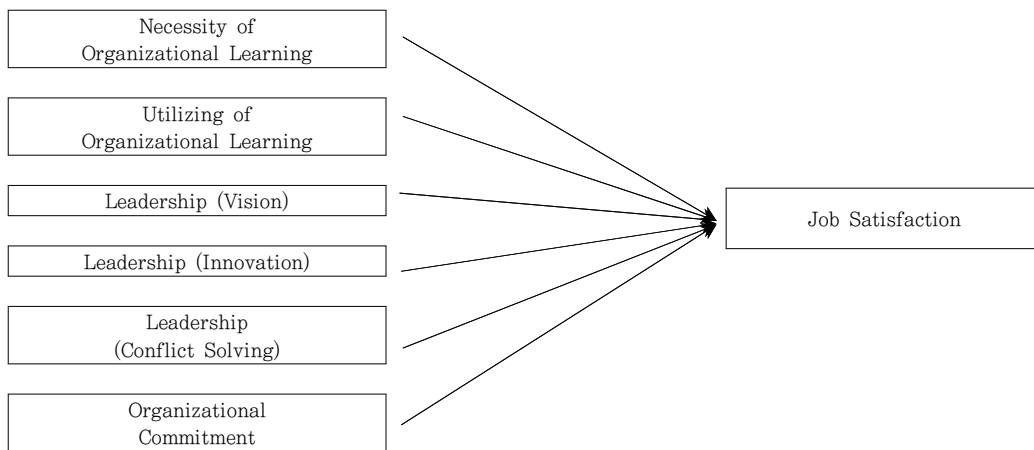 Necessity of
Organizational Learning
Utilizing of
Organizational Learning
Leadership (Vision)
Leadership (Innovation)
Leadership
(Conflict Solving)
Organizational
Commitment
Job Satisfaction